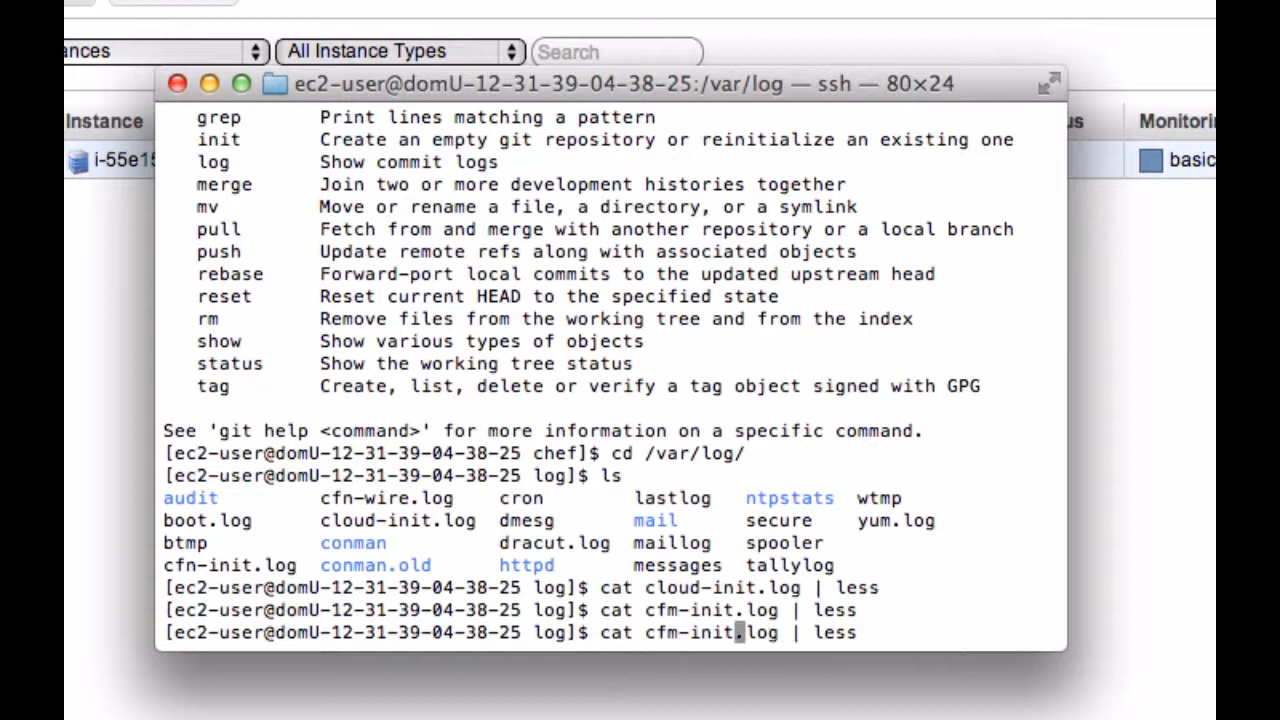 ances All Instance Types Search
ec2-user@domU-12-31-39-04-38-25:/var/log — ssh — 80×24
Instance us Monitorin
i-55e15 basic
grep Print lines matching a pattern
init Create an empty git repository or reinitialize an existing one
log Show commit logs
merge Join two or more development histories together
mv Move or rename a file, a directory, or a symlink
pull Fetch from and merge with another repository or a local branch
push Update remote refs along with associated objects
rebase Forward-port local commits to the updated upstream head
reset Reset current HEAD to the specified state
rm Remove files from the working tree and from the index
show Show various types of objects
status Show the working tree status
tag Create, list, delete or verify a tag object signed with GPG
See 'git help <command>' for more information on a specific command.
[ec2-user@domU-12-31-39-04-38-25 chef]$ cd /var/log/
[ec2-user@domU-12-31-39-04-38-25 log]$ ls
audit cfn-wire.log cron lastlog ntpstats wtmp
boot.log cloud-init.log dmesg mail secure yum.log
btmp conman dracut.log maillog spooler
cfn-init.log conman.old httpd messages tallylog
[ec2-user@domU-12-31-39-04-38-25 log]$ cat cloud-init.log | less
[ec2-user@domU-12-31-39-04-38-25 log]$ cat cfm-init.log | less
[ec2-user@domU-12-31-39-04-38-25 log]$ cat cfm-init.log | less